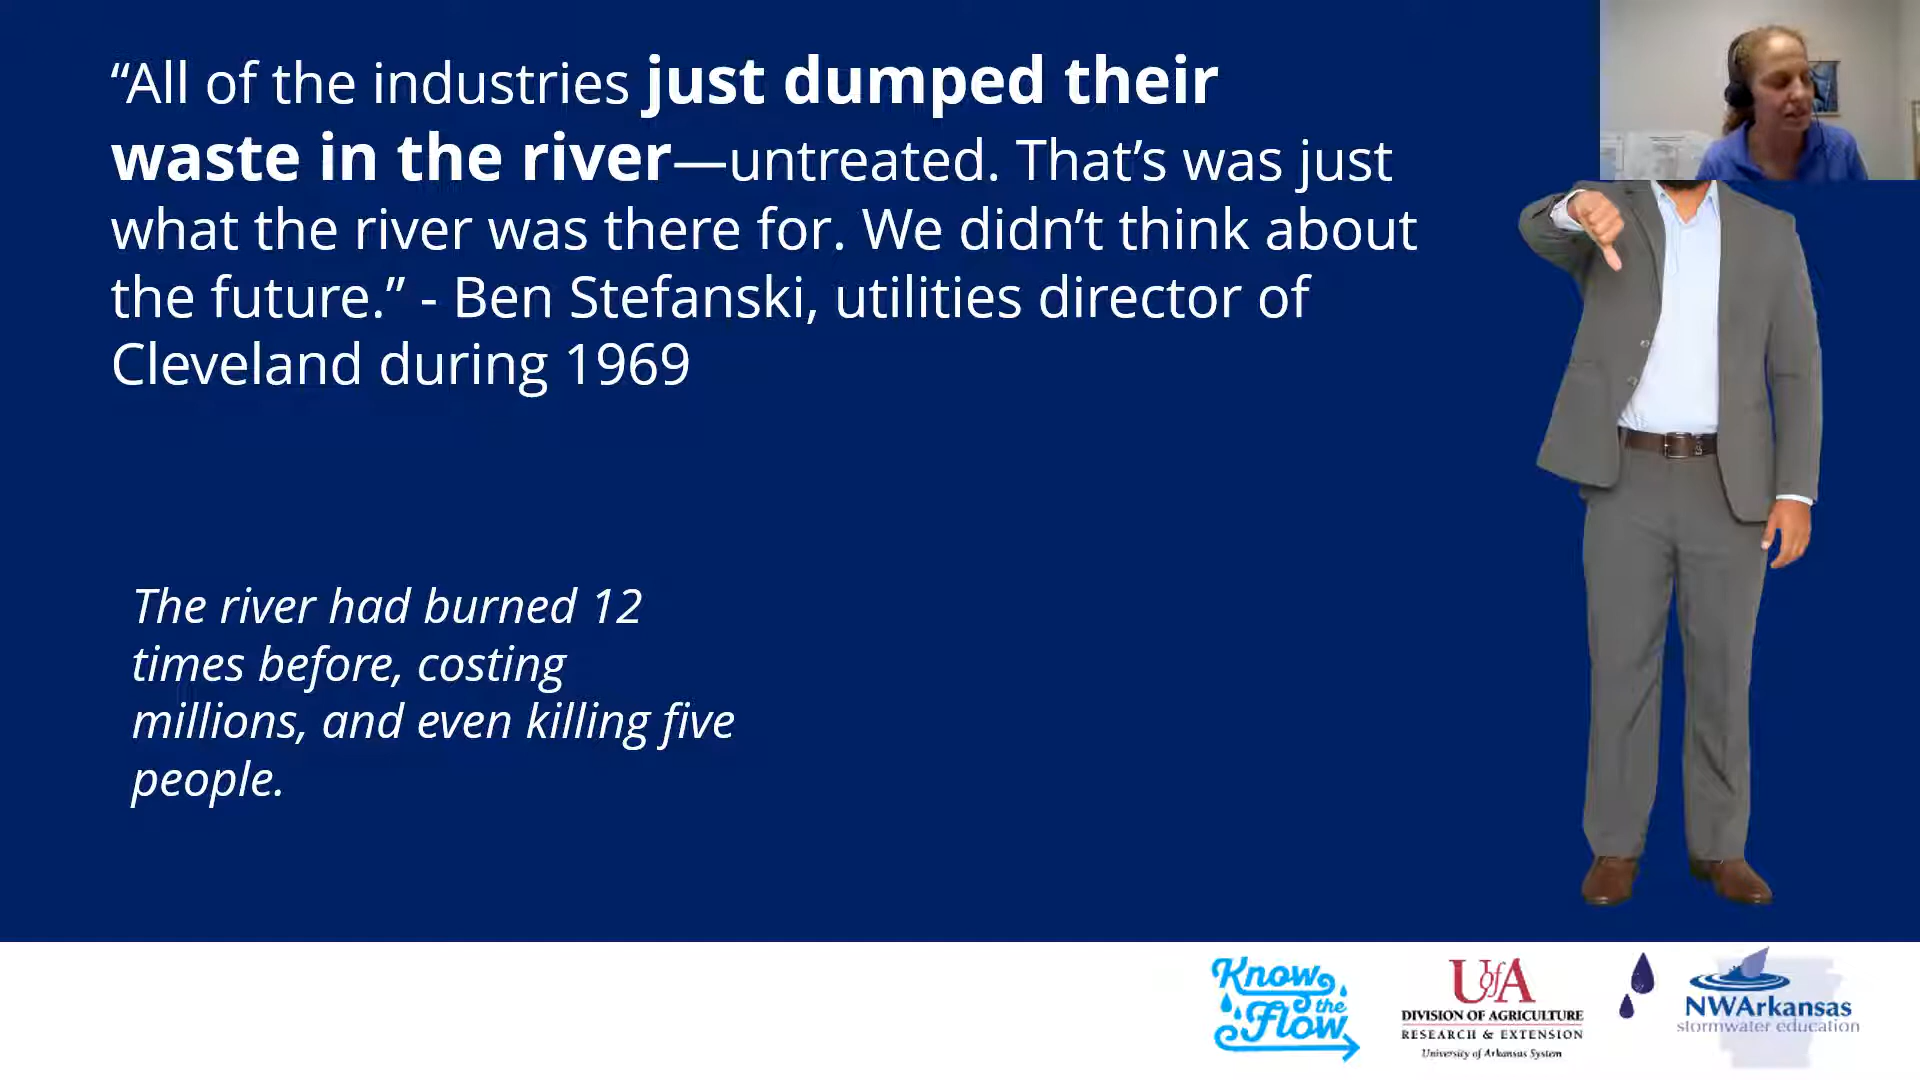 “All of the industries just dumped their
waste in the river—untreated. That’s was just
what the river was there for. We didn’t think about
the future.” - Ben Stefanski, utilities director of
Cleveland during 1969
The river had burned 12
times before, costing
millions, and even killing five
people.
Know
the
Flow
UofA
DIVISION OF AGRICULTURE
RESEARCH & EXTENSION
University of Arkansas System
NWArkansas
stormwater education